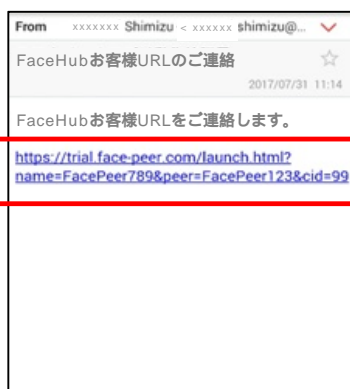 From xxxxxxx Shimizu < xxxxxx shimizu@...
FaceHubお客様URLのご連絡
2017/07/31 11:14
FaceHubお客様URLをご連絡します。
https://trial.face-peer.com/launch.html?
name=FacePeer789&peer=FacePeer123&cid=99